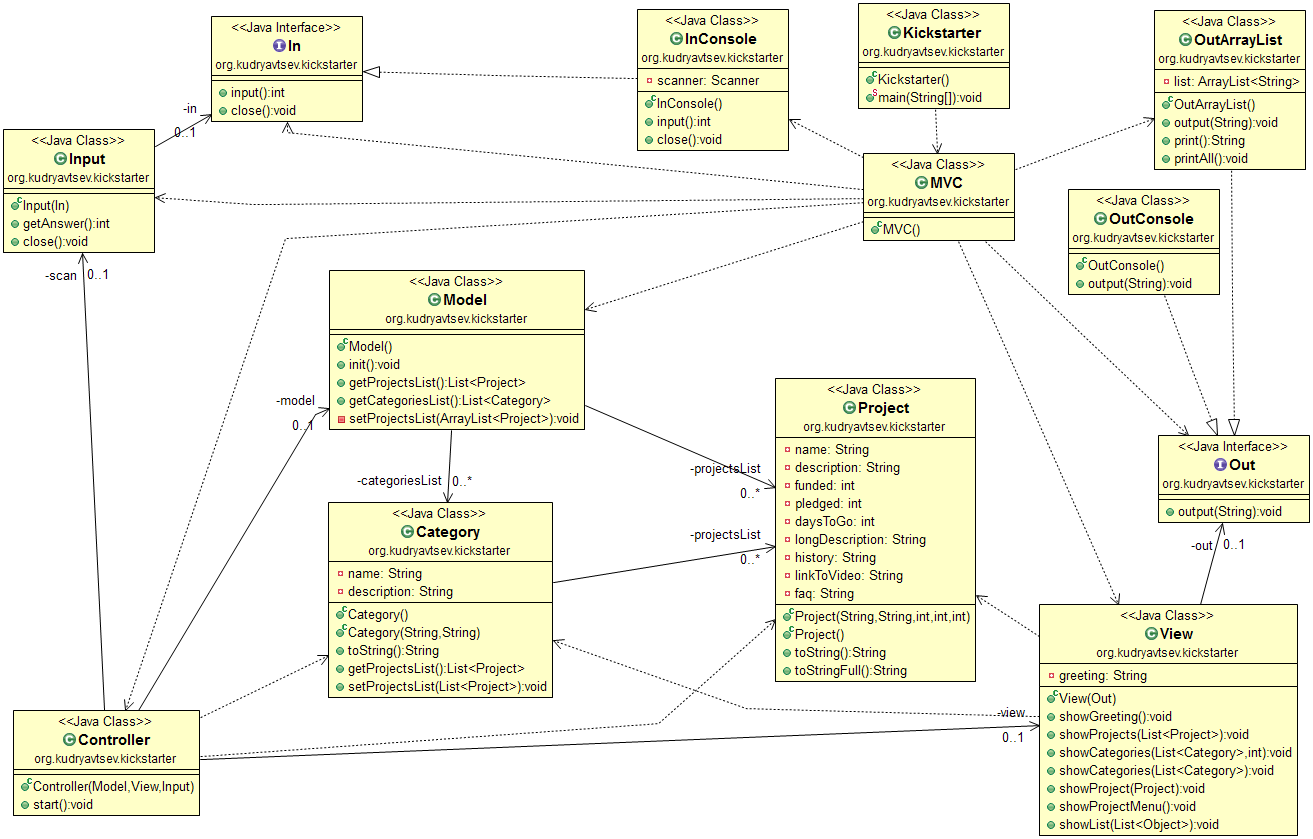 <<Java Interface>>
In
org.kudryavtsev.kickstarter
input():int
close():void
<<Java Class>>
InConsole
org.kudryavtsev.kickstarter
scanner: Scanner
InConsole()
input():int
close():void
<<Java Class>>
Kickstarter
org.kudryavtsev.kickstarter
Kickstarter()
main(String[]):void
<<Java Class>>
OutArrayList
org.kudryavtsev.kickstarter
list: ArrayList<String>
OutArrayList()
output(String):void
print():String
printAll():void
-in
0..1
<<Java Class>>
Input
org.kudryavtsev.kickstarter
Input(In)
getAnswer():int
close():void
<<Java Class>>
MVC
org.kudryavtsev.kickstarter
MVC()
<<Java Class>>
OutConsole
org.kudryavtsev.kickstarter
OutConsole()
output(String):void
-scan
0..1
<<Java Class>>
Model
org.kudryavtsev.kickstarter
Model()
init():void
getProjectsList():List<Project>
getCategoriesList():List<Category>
setProjectsList(ArrayList<Project>):void
-model
0..1
-categoriesList
0..*
-projectsList
0..*
<<Java Class>>
Project
org.kudryavtsev.kickstarter
name: String
description: String
funded: int
pledged: int
daysToGo: int
longDescription: String
history: String
linkToVideo: String
faq: String
Project(String,String,int,int,int)
Project()
toString():String
toStringFull():String
<<Java Interface>>
Out
org.kudryavtsev.kickstarter
output(String):void
-out
0..1
<<Java Class>>
Category
org.kudryavtsev.kickstarter
name: String
description: String
Category()
Category(String,String)
toString():String
getProjectsList():List<Project>
setProjectsList(List<Project>):void
-projectsList
0..*
<<Java Class>>
View
org.kudryavtsev.kickstarter
greeting: String
View(Out)
showGreeting():void
showProjects(List<Project>):void
showCategories(List<Category>,int):void
showCategories(List<Category>):void
showProject(Project):void
showProjectMenu():void
showList(List<Object>):void
-view
0..1
<<Java Class>>
Controller
org.kudryavtsev.kickstarter
Controller(Model,View,Input)
start():void